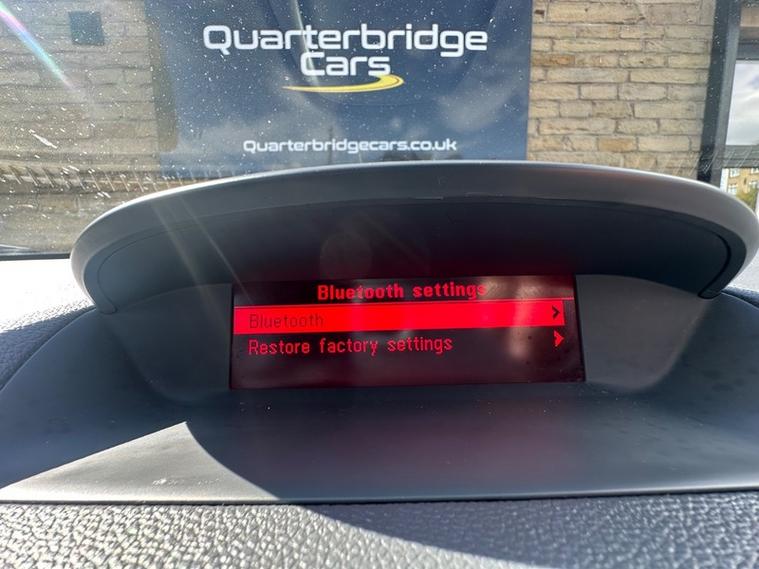 Quarterbridge
Cars
Quarterbridgecars.co.uk
Bluetooth settings
Bluetooth
Restore factory settings